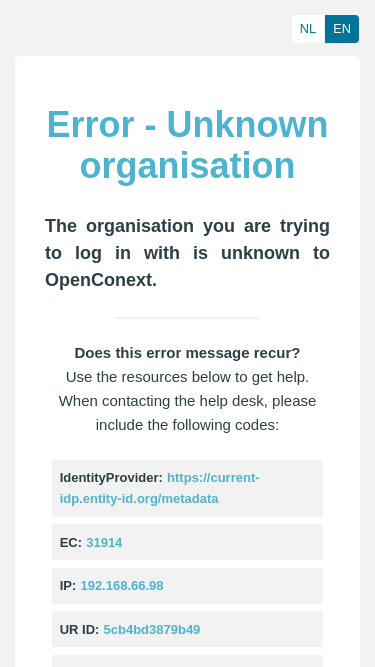 NL EN
Error - Unknown
organisation
The organisation you are trying
to log in with is unknown to
OpenConext.
Does this error message recur?
Use the resources below to get help.
When contacting the help desk, please
include the following codes:
IdentityProvider: https://current-
idp.entity-id.org/metadata
EC: 31914
IP: 192.168.66.98
UR ID: 5cb4bd3879b49